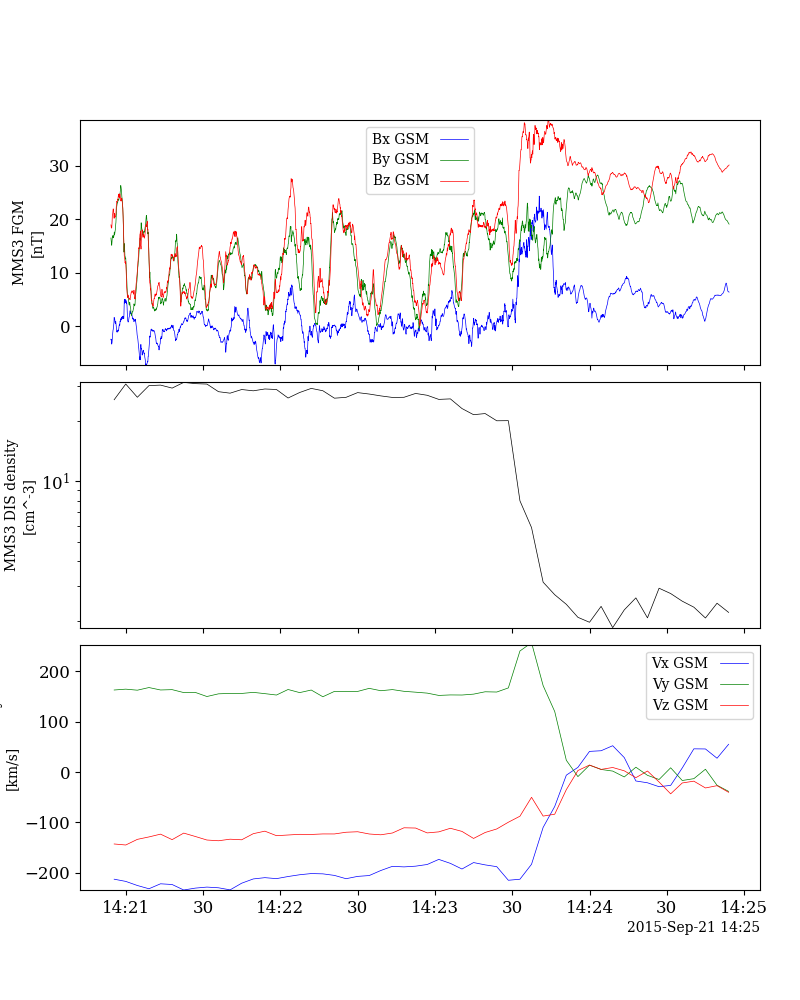 MMS3 FGM
[nT]
Bx GSM
By GSM
Bz GSM
30
20
10
0
MMS3 DIS density
[cm^-3]
10^1
[km/s]
Vx GSM
Vy GSM
Vz GSM
200
100
0
−100
−200
14:21 30 14:22 30 14:23 30 14:24 30 14:25
2015-Sep-21 14:25